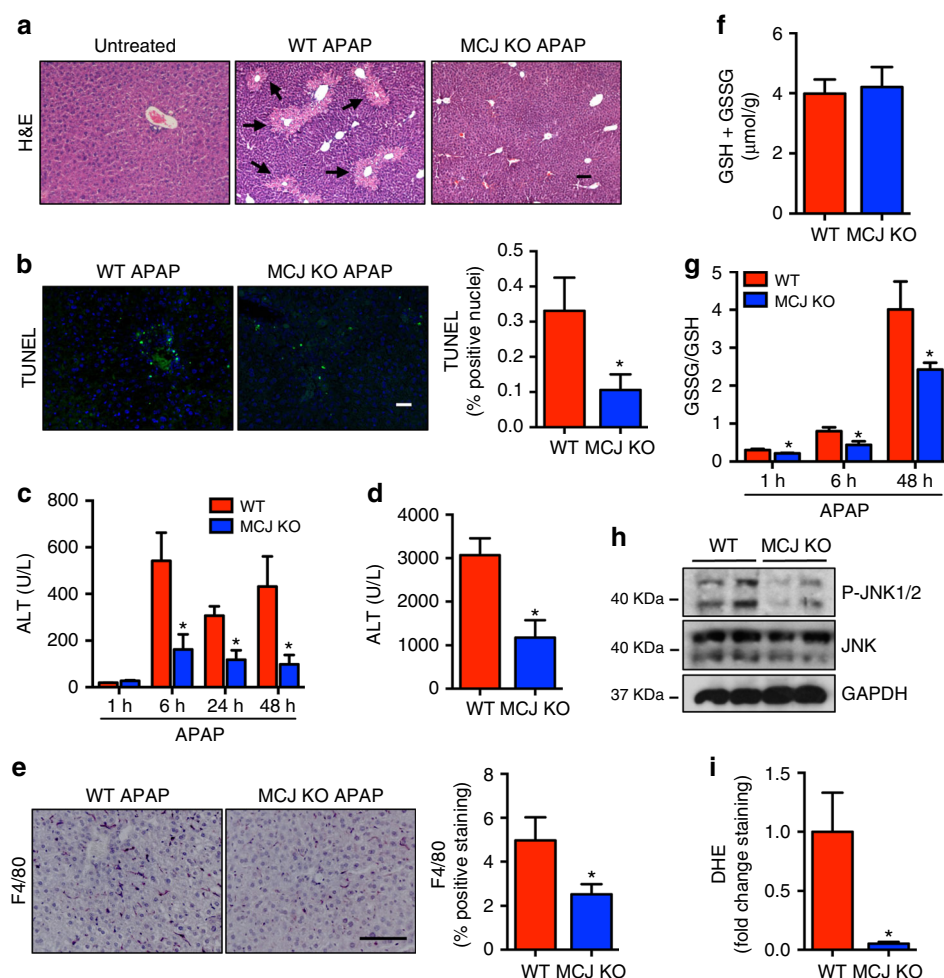 a
Untreated
WT APAP
MCJ KO APAP
H&E
b
WT APAP
MCJ KO APAP
TUNEL
TUNEL
(% positive nuclei)
0.5
0.4
0.3
0.2
0.1
0.0
*
WT MCJ KO
c
ALT (U/L)
800
600
400
200
0
WT
MCJ KO
*
*
*
1 h 6 h 24 h 48 h
APAP
d
ALT (U/L)
4000
3000
2000
1000
0
*
WT MCJ KO
e
WT APAP
MCJ KO APAP
F4/80
F4/80
(% positive staining)
8
6
4
2
0
*
WT MCJ KO
f
GSH + GSSG
(μmol/g)
6
4
2
0
WT MCJ KO
g
GSSG/GSH
5
4
3
2
1
0
WT
MCJ KO
*
*
*
1 h 6 h 48 h
APAP
h
WT MCJ KO
40 KDa
P-JNK1/2
40 KDa
JNK
37 KDa
GAPDH
i
DHE
(fold change staining)
1.5
1.0
0.5
0.0
*
WT MCJ KO